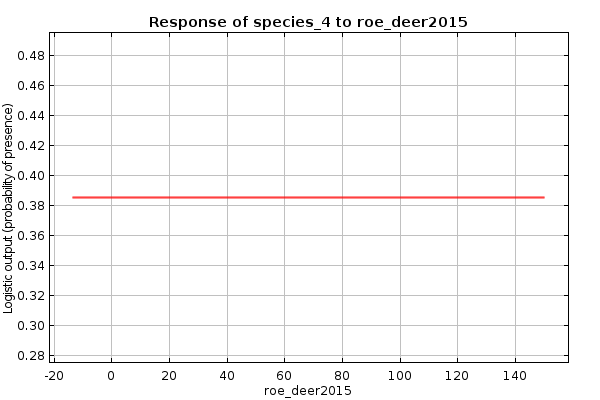 Response of species_4 to roe_deer2015
Logistic output (probability of presence)
0.48
0.46
0.44
0.42
0.40
0.38
0.36
0.34
0.32
0.30
0.28
-20 0 20 40 60 80 100 120 140
roe_deer2015